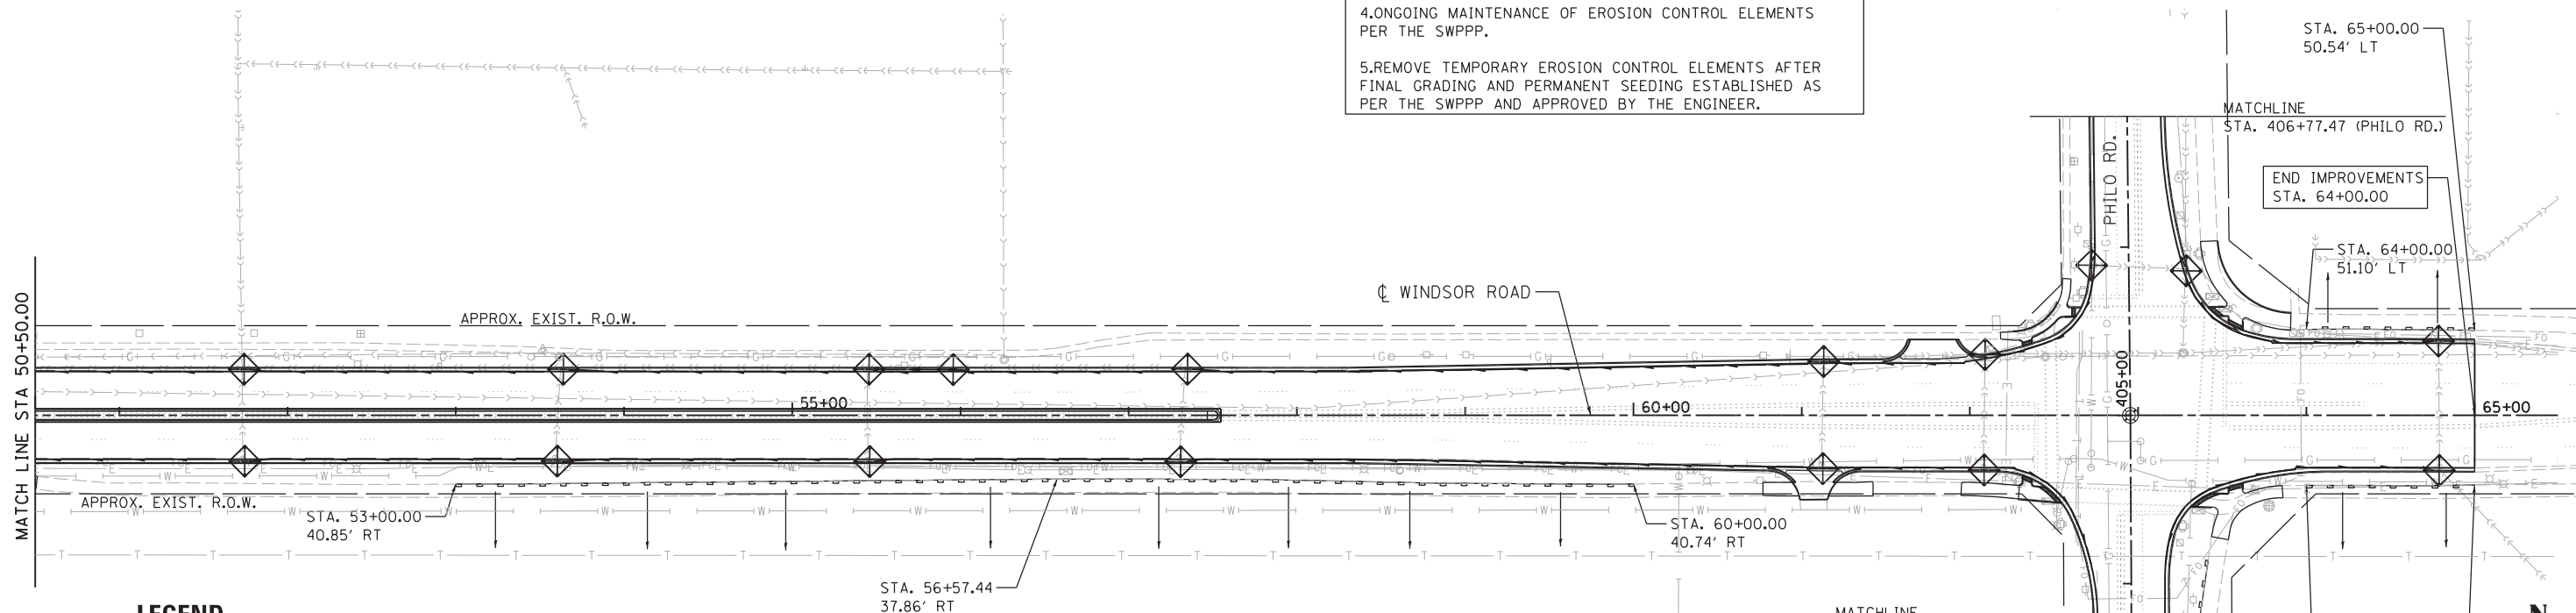 4.ONGOING MAINTENANCE OF EROSION CONTROL ELEMENTS
PER THE SWPPP.
5.REMOVE TEMPORARY EROSION CONTROL ELEMENTS AFTER
FINAL GRADING AND PERMANENT SEEDING ESTABLISHED AS
PER THE SWPPP AND APPROVED BY THE ENGINEER.
STA. 65+00.00
50.54' LT
MATCHLINE
STA. 406+77.47 (PHILO RD.)
PHILO RD.
END IMPROVEMENTS
STA. 64+00.00
STA. 64+00.00
51.10' LT
℄ WINDSOR ROAD
APPROX. EXIST. R.O.W.
MATCH LINE STA 50+50.00
55+00
60+00
405+00
65+00
APPROX. EXIST. R.O.W.
STA. 53+00.00
40.85' RT
STA. 60+00.00
40.74' RT
STA. 56+57.44
37.86' RT
LEGEND
MATCHLINE
N